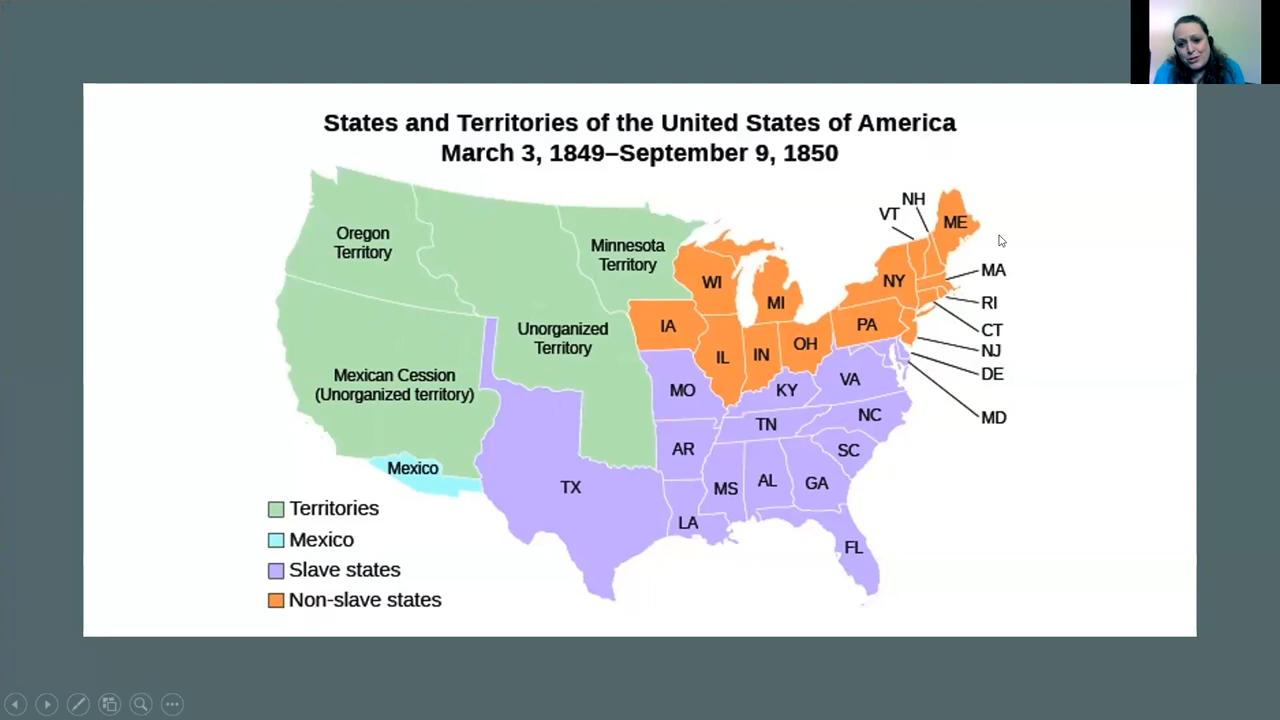 States and Territories of the United States of America
March 3, 1849–September 9, 1850
NH
VT
ME
Oregon
Territory
Minnesota
Territory
WI
MI
NY
MA
RI
CT
NJ
DE
MD
IA
PA
Unorganized
Territory
IL
IN
OH
Mexican Cession
(Unorganized territory)
MO
KY
VA
TN
NC
AR
SC
Mexico
TX
MS
AL
GA
LA
FL
Territories
Mexico
Slave states
Non-slave states